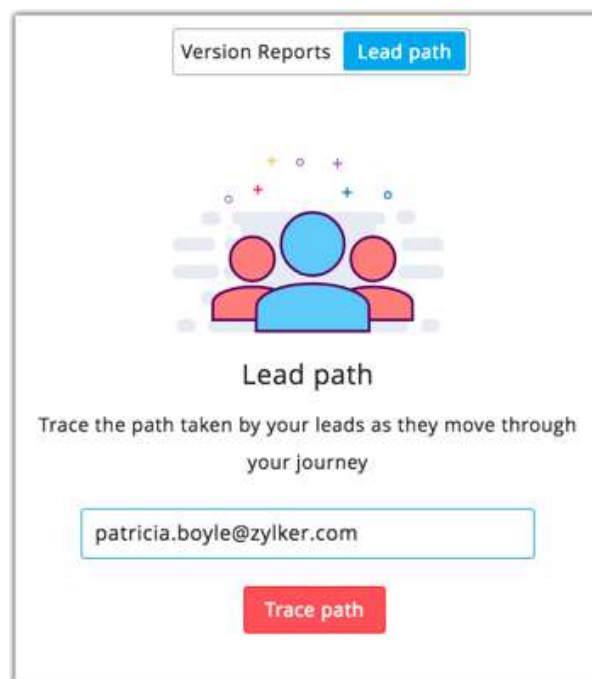 Version Reports Lead path
Lead path
Trace the path taken by your leads as they move through
your journey
patricia.boyle@zylker.com
Trace path